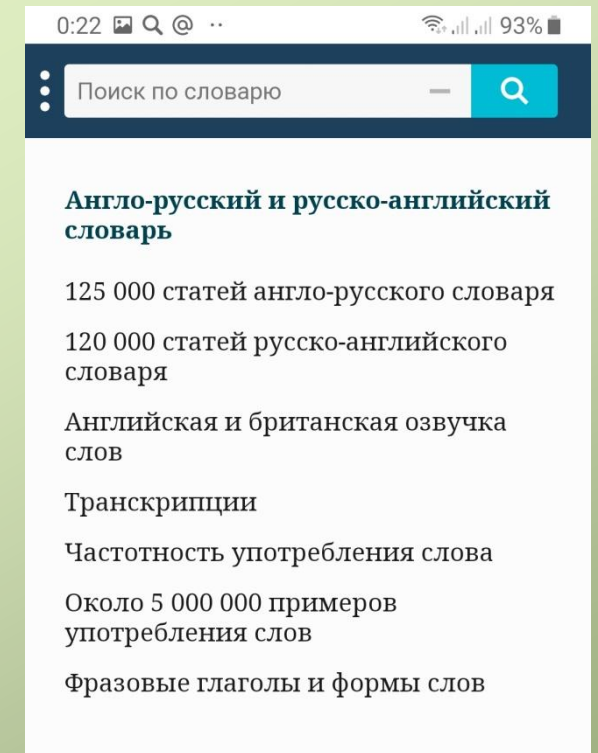 0:22 @ ·· 93%
Поиск по словарю
Англо-русский и русско-английский
словарь
125 000 статей англо-русского словаря
120 000 статей русско-английского
словаря
Английская и британская озвучка
слов
Транскрипции
Частотность употребления слова
Около 5 000 000 примеров
употребления слов
Фразовые глаголы и формы слов